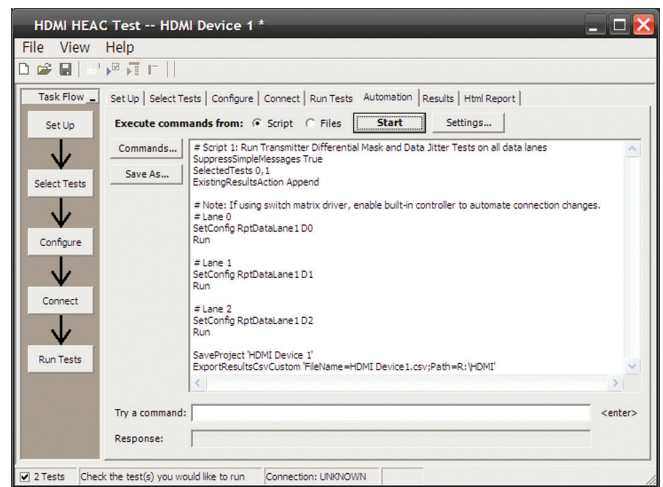 HDMI HEAC Test -- HDMI Device 1 *
File View Help
Task Flow
Set Up | Select Tests | Configure | Connect | Run Tests | Automation | Results | Html Report |
Set Up
Select Tests
Configure
Connect
Run Tests
Execute commands from: Script Files Start Settings...
Commands...
Save As...
# Script 1: Run Transmitter Differential Mask and Data Jitter Tests on all data lanes
SuppressSimpleMessages True
SelectedTests 0,1
ExistingResultsAction Append
# Note: If using switch matrix driver, enable built-in controller to automate connection changes.
# Lane 0
SetConfig RptDataLane1 D0
Run
# Lane 1
SetConfig RptDataLane1 D1
Run
# Lane 2
SetConfig RptDataLane1 D2
Run
SaveProject 'HDMI Device 1'
ExportResultsCsvCustom 'FileName=HDMI Device1.csv;Path=R:\HDMI'
Try a command: <enter>
Response:
2 Tests Check the test(s) you would like to run Connection: UNKNOWN